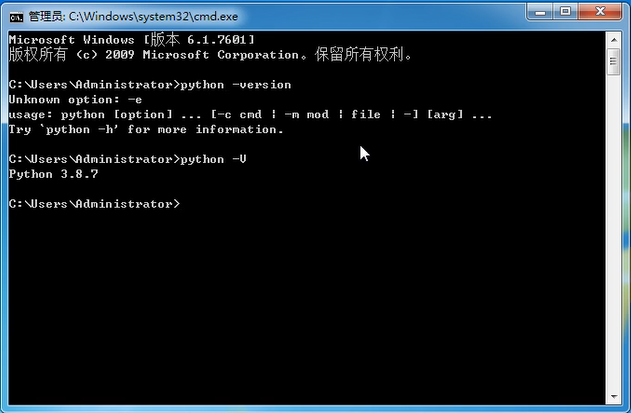 管理员: C:\Windows\system32\cmd.exe
Microsoft Windows [版本 6.1.7601]
版权所有 (c) 2009 Microsoft Corporation。保留所有权利。
C:\Users\Administrator>python -version
Unknown option: -e
usage: python [option] ... [-c cmd | -m mod | file | -] [arg] ...
Try `python -h' for more information.
C:\Users\Administrator>python -V
Python 3.8.7
C:\Users\Administrator>